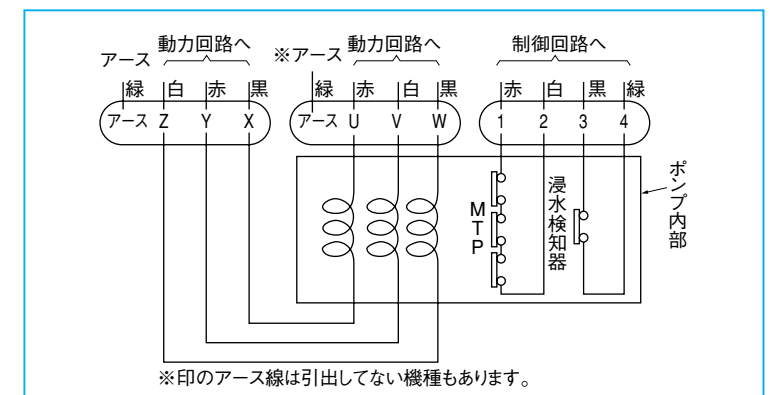 アース 動力回路へ ※アース 動力回路へ 制御回路へ
緑 白 赤 黒 緑 赤 白 黒 赤 白 黒 緑
アース Z Y X アース U V W 1 2 3 4
MTP
浸水検知器
ポンプ内部
※印のアース線は引出してない機種もあります。